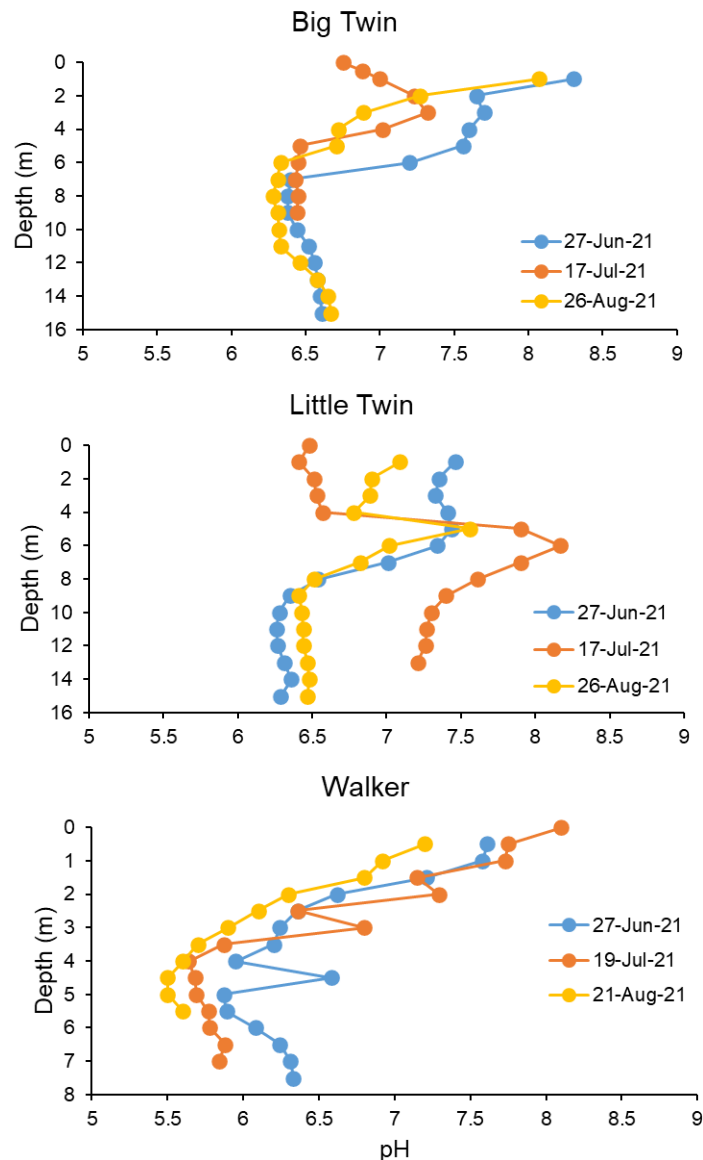 Big Twin
Depth (m)
0
2
4
6
8
10
12
14
16
5 5.5 6 6.5 7 7.5 8 8.5 9
27-Jun-21
17-Jul-21
26-Aug-21
Little Twin
Depth (m)
0
2
4
6
8
10
12
14
16
5 5.5 6 6.5 7 7.5 8 8.5 9
27-Jun-21
17-Jul-21
26-Aug-21
Walker
Depth (m)
0
1
2
3
4
5
6
7
8
5 5.5 6 6.5 7 7.5 8 8.5 9
27-Jun-21
19-Jul-21
21-Aug-21
pH